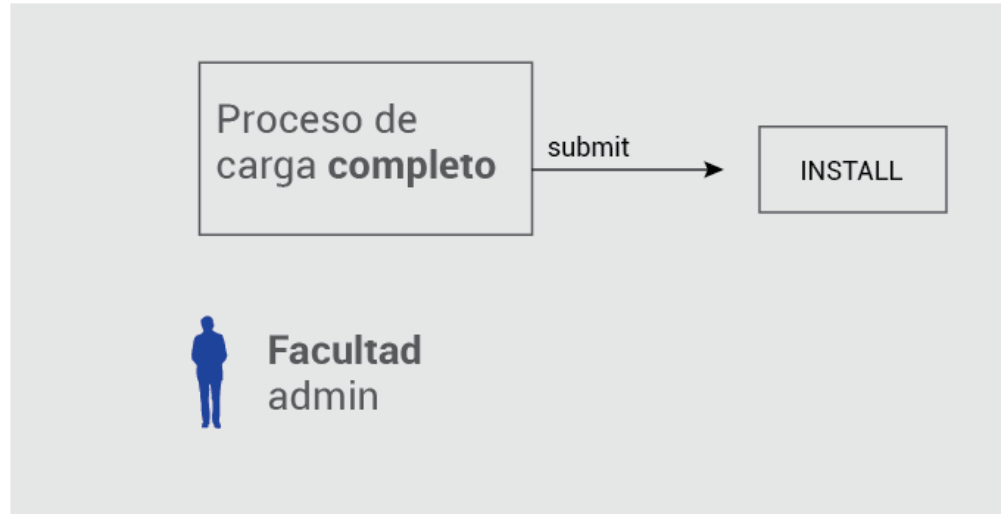 Proceso de
carga completo
submit
INSTALL
Facultad
admin